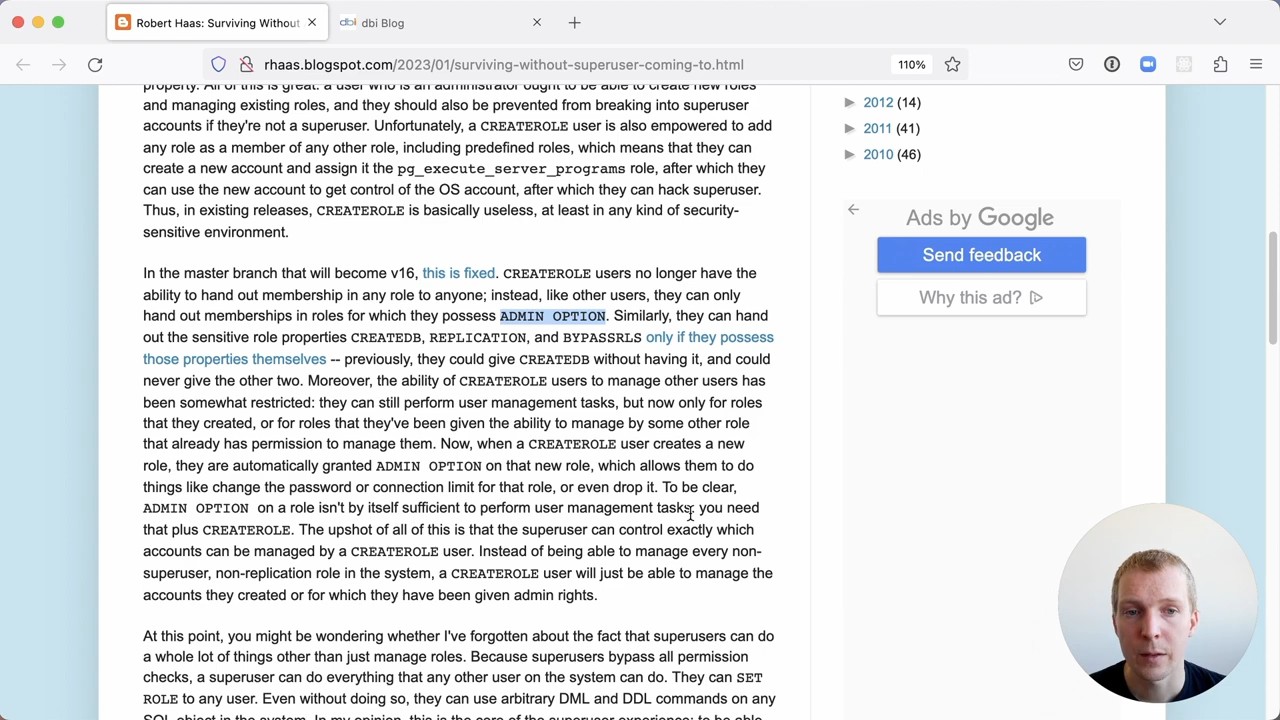 Robert Haas: Surviving Without
dbi Blog
rhaas.blogspot.com/2023/01/surviving-without-superuser-coming-to.html
110%
property. All of this is great: a user who is an administrator ought to be able to create new roles
and managing existing roles, and they should also be prevented from breaking into superuser
accounts if they're not a superuser. Unfortunately, a CREATEROLE user is also empowered to add
any role as a member of any other role, including predefined roles, which means that they can
create a new account and assign it the pg_execute_server_programs role, after which they
can use the new account to get control of the OS account, after which they can hack superuser.
Thus, in existing releases, CREATEROLE is basically useless, at least in any kind of security-
sensitive environment.
In the master branch that will become v16, this is fixed. CREATEROLE users no longer have the
ability to hand out membership in any role to anyone; instead, like other users, they can only
hand out memberships in roles for which they possess ADMIN OPTION. Similarly, they can hand
out the sensitive role properties CREATEDB, REPLICATION, and BYPASSRLS only if they possess
those properties themselves -- previously, they could give CREATEDB without having it, and could
never give the other two. Moreover, the ability of CREATEROLE users to manage other users has
been somewhat restricted: they can still perform user management tasks, but now only for roles
that they created, or for roles that they've been given the ability to manage by some other role
that already has permission to manage them. Now, when a CREATEROLE user creates a new
role, they are automatically granted ADMIN OPTION on that new role, which allows them to do
things like change the password or connection limit for that role, or even drop it. To be clear,
ADMIN OPTION on a role isn't by itself sufficient to perform user management tasks; you need
that plus CREATEROLE. The upshot of all of this is that the superuser can control exactly which
accounts can be managed by a CREATEROLE user. Instead of being able to manage every non-
superuser, non-replication role in the system, a CREATEROLE user will just be able to manage the
accounts they created or for which they have been given admin rights.
At this point, you might be wondering whether I've forgotten about the fact that superusers can do
a whole lot of things other than just manage roles. Because superusers bypass all permission
checks, a superuser can do everything that any other user on the system can do. They can SET
ROLE to any user. Even without doing so, they can use arbitrary DML and DDL commands on any
SQL object in the system. In my opinion, this is the core of the superuser experience: to be able
2012 (14)
2011 (41)
2010 (46)
Ads by Google
Send feedback
Why this ad?